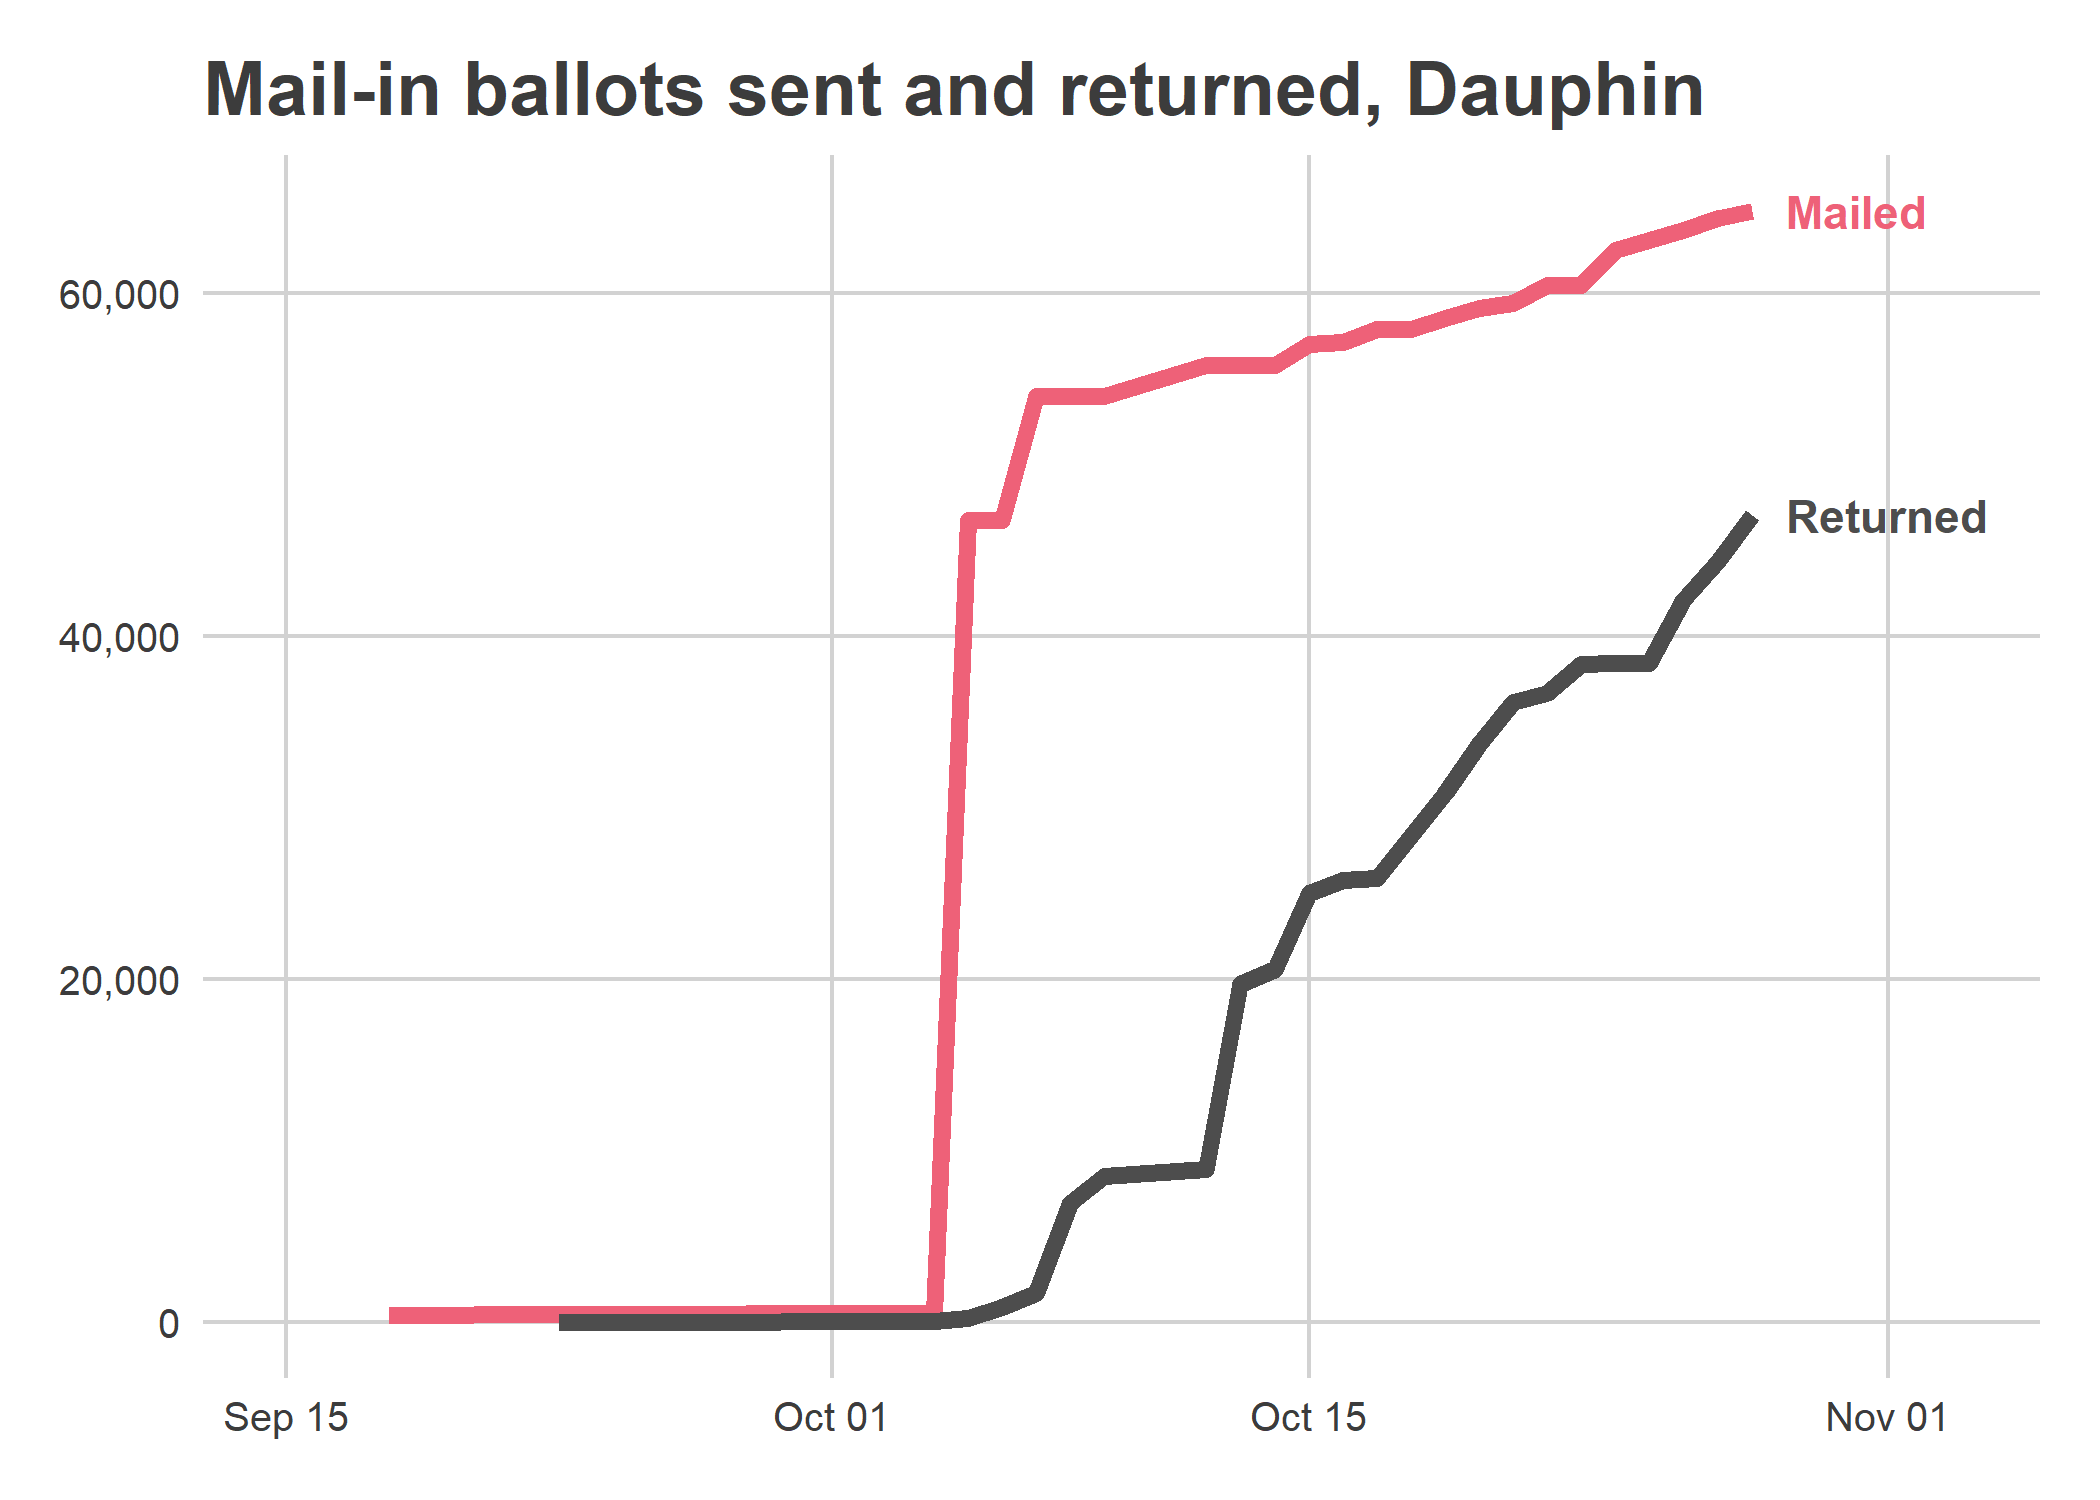 Mail-in ballots sent and returned, Dauphin
Mailed
60,000
Returned
40,000
20,000
0
Sep 15
Oct 01
Oct 15
Nov 01